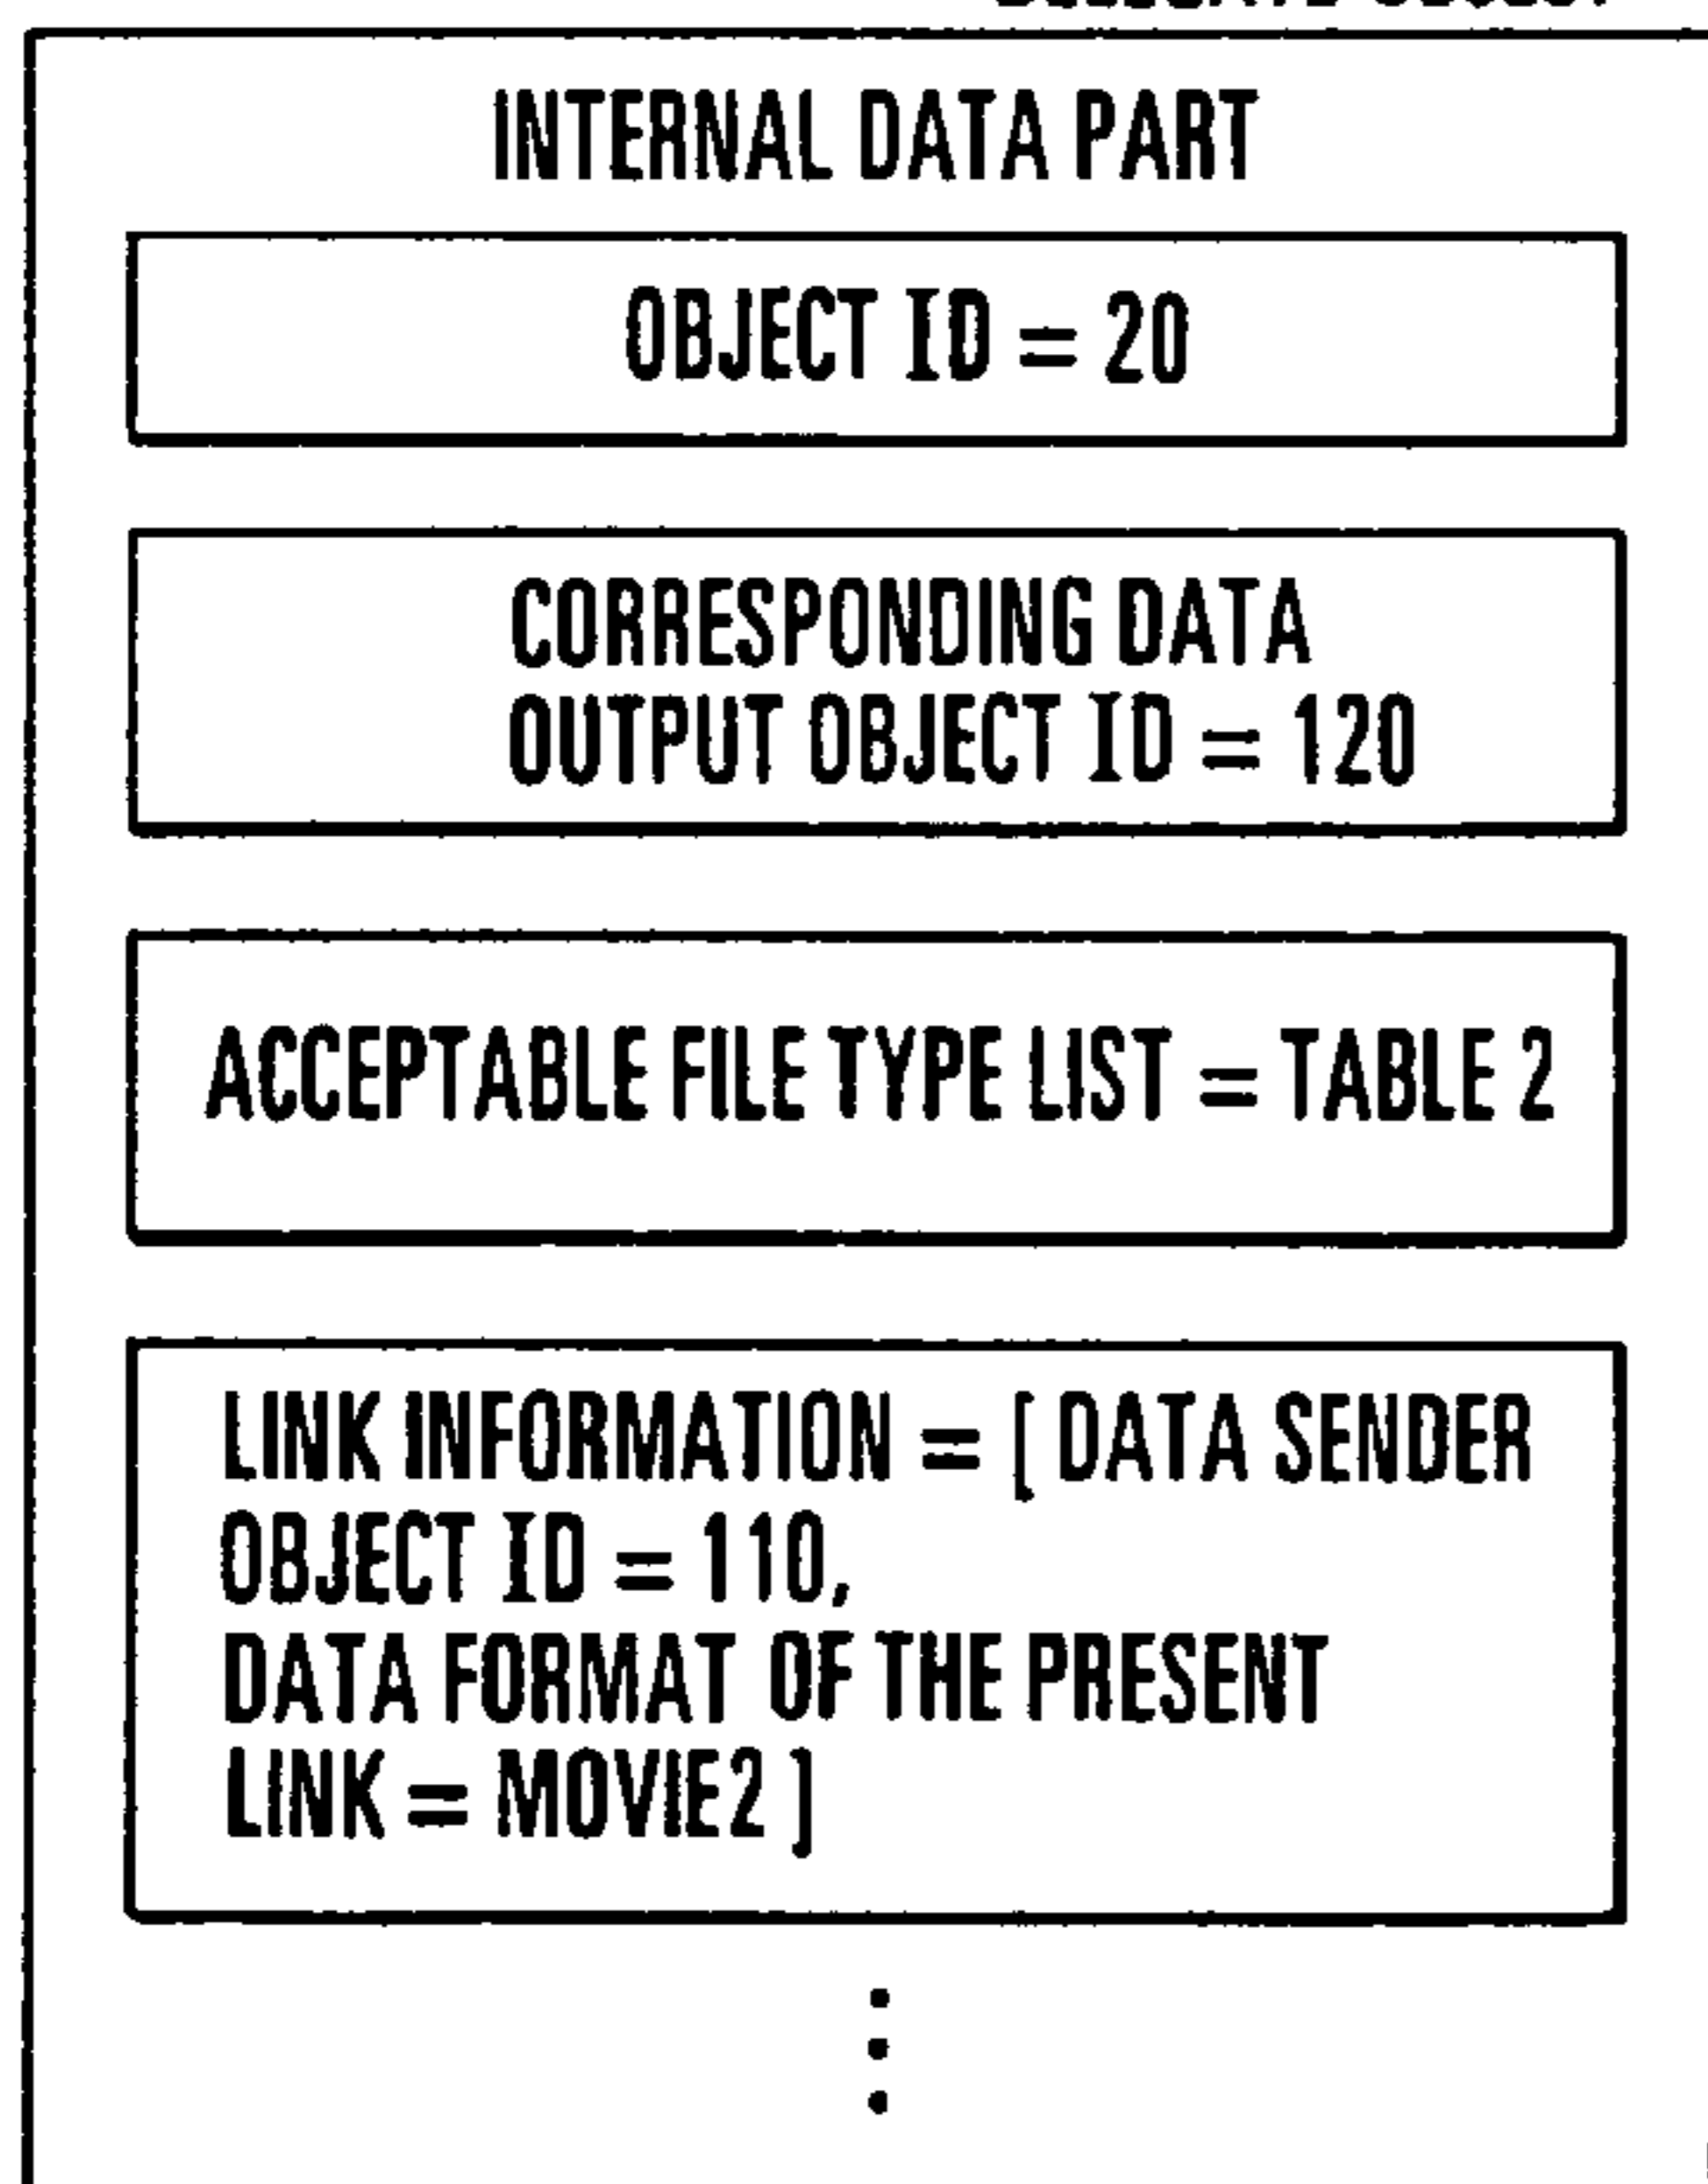 INTERNAL DATA PART
OBJECT ID = 20
CORRESPONDING DATA
OUTPUT OBJECT ID = 120
ACCEPTABLE FILE TYPE LIST = TABLE 2
LINK INFORMATION = [ DATA SENDER
OBJECT ID = 110,
DATA FORMAT OF THE PRESENT
LINK = MOVIE2 ]